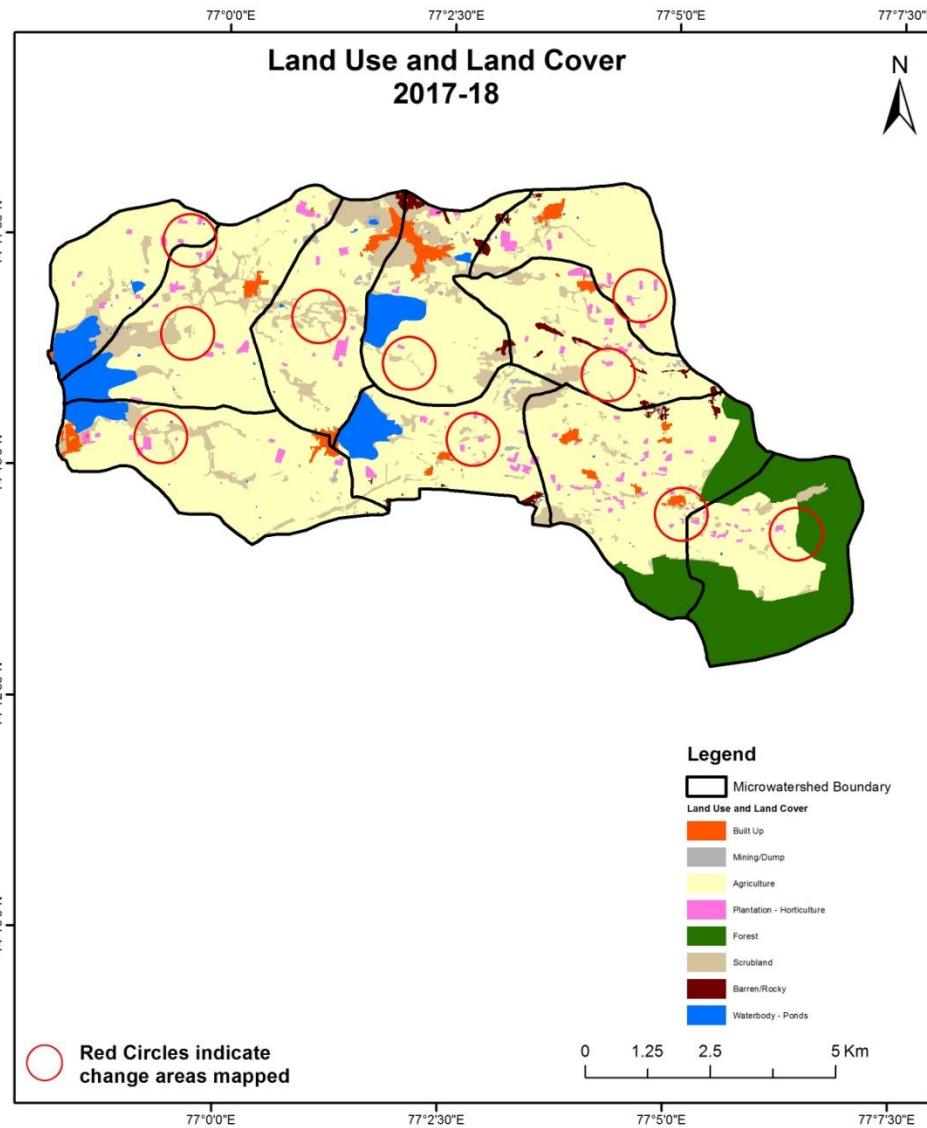 77°0'0"E 77°2'30"E 77°5'0"E 77°7'30"E
Land Use and Land Cover
2017-18
N
Legend
Microwatershed Boundary
Land Use and Land Cover
Built Up
Mining/Dump
Agriculture
Plantation - Horticulture
Forest
Scrubland
Barren/Rocky
Waterbody - Ponds
Red Circles indicate
change areas mapped
0 1.25 2.5 5 Km
77°0'0"E 77°2'30"E 77°5'0"E 77°7'30"E